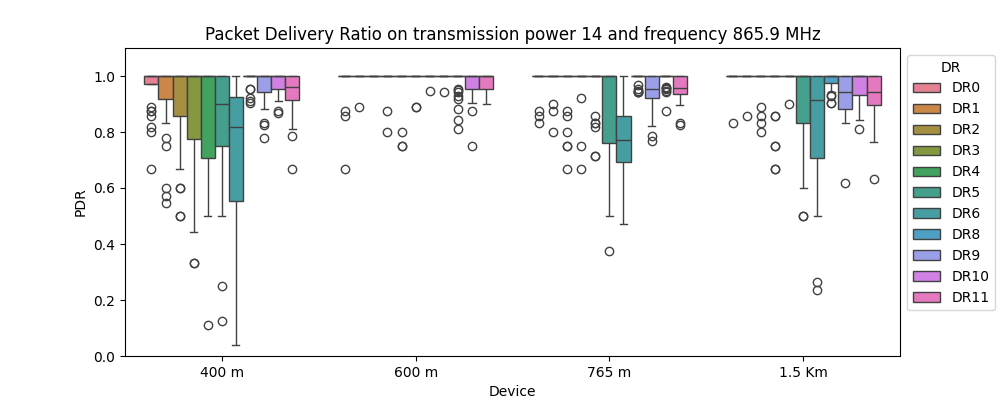 Packet Delivery Ratio on transmission power 14 and frequency 865.9 MHz
DR
DR0
DR1
DR2
DR3
DR4
DR5
DR6
DR8
DR9
DR10
DR11
PDR
1.0
0.8
0.6
0.4
0.2
0.0
400 m
600 m
765 m
1.5 Km
Device